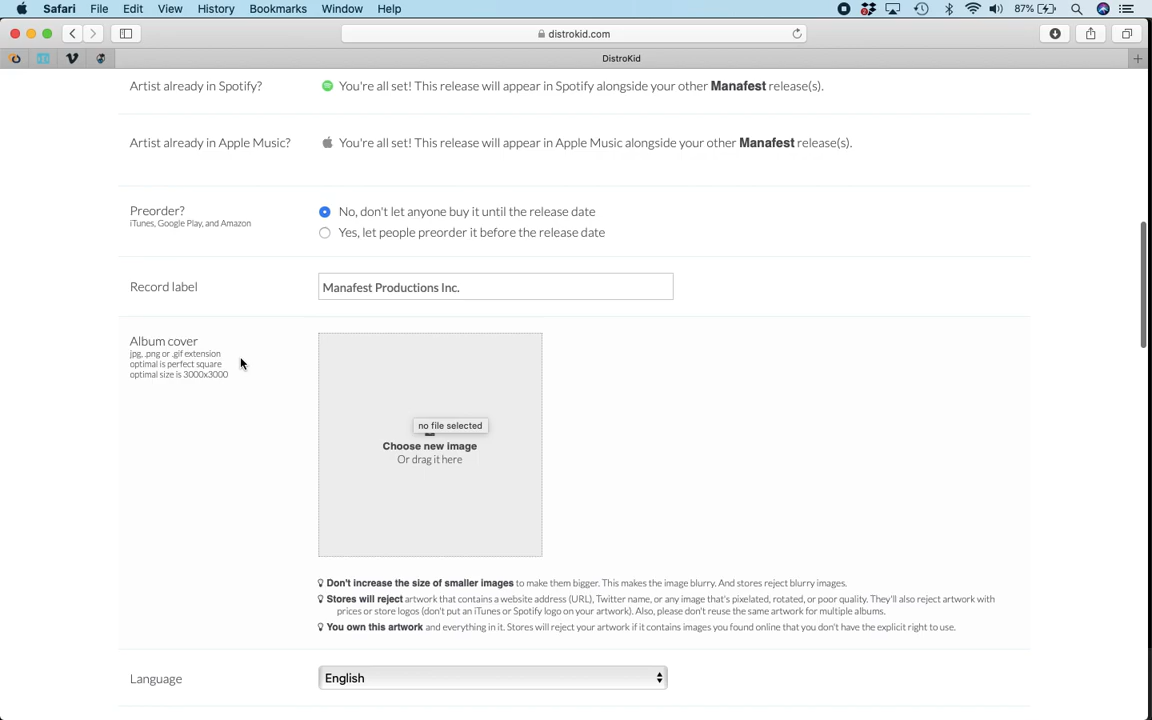 Safari File Edit View History Bookmarks Window Help 2 87%
distrokid.com
DistroKid
Artist already in Spotify? You're all set! This release will appear in Spotify alongside your other Manafest release(s).
Artist already in Apple Music? You're all set! This release will appear in Apple Music alongside your other Manafest release(s).
Preorder? No, don't let anyone buy it until the release date
iTunes, Google Play, and Amazon
Yes, let people preorder it before the release date
Record label Manafest Productions Inc.
Album cover
jpg, .png or .gif extension
optimal is perfect square
optimal size is 3000x3000
no file selected
Choose new image
Or drag it here
Don't increase the size of smaller images to make them bigger. This makes the image blurry. And stores reject blurry images.
Stores will reject artwork that contains a website address (URL), Twitter name, or any image that's pixelated, rotated, or poor quality. They'll also reject artwork with
prices or store logos (don't put an iTunes or Spotify logo on your artwork). Also, please don't reuse the same artwork for multiple albums.
You own this artwork and everything in it. Stores will reject your artwork if it contains images you found online that you don't have the explicit right to use.
Language English